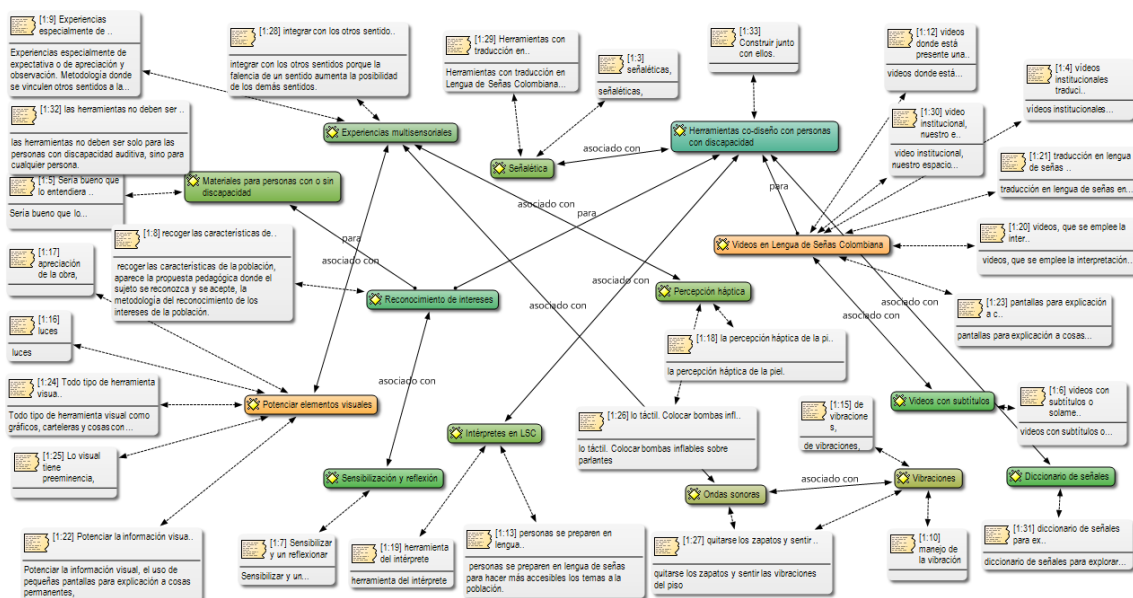 [1:9] Experiencias
especialmente de ..
Experiencias especialmente de
expectativa o de apreciación y
observación. Metodología donde
se vinculen otros sentidos a la...
[1:28] integrar con los otros sentido..
integrar con los otros sentidos porque la
falencia de un sentido aumenta la posibilidad
de los demás sentidos.
[1:29] Herramientas
con traducción en..
Herramientas con traducción en
Lengua de Señas Colombiana...
[1:3]
señaléticas,
señaléticas,
[1:33]
Construir junto
con ellos.
Construir junto
con ellos.
[1:12] videos
donde está
presente una..
videos donde está...
[1:4] videos
institucionales
traduci..
videos institucionales...
[1:32] las herramientas no deben ser ..
las herramientas no deben ser solo para las
personas con discapacidad auditiva, sino para
cualquier persona.
Experiencias multisensoriales
Señalética
asociado con
Herramientas co-diseño con personas
con discapacidad
[1:30] video
institucional,
nuestro e..
video institucional,
nuestro espacio...
[1:21] traducción
en lengua de
señas ..
traducción en lengua de señas en...
[1:5] Sería bueno que
lo entendiera ..
Sería bueno que lo...
Materiales para personas con o sin
discapacidad
asociado con
para
para
[1:8] recoger las características de..
recoger las características de la población,
aparece la propuesta pedagógica donde el
sujeto se reconozca y se acepte, la
metodología del reconocimiento de los
intereses de la población.
para
asociado con
[1:17]
apreciación
de la obra,
apreciación
de la obra,
Videos en Lengua de Señas Colombiana
[1:20] videos, que se emplee la
inter..
videos, que se emplee la interpretación...
Reconocimiento de intereses
Percepción háptica
asociado con
asociado con
[1:23] pantallas
para explicación
a c..
pantallas para explicación a cosas...
asociado con
[1:16]
luces
luces
[1:18] la percepción háptica de la pi..
la percepción háptica de la piel.
asociado con
[1:24] Todo tipo de
herramienta
visua..
Todo tipo de herramienta
visual como
gráficos, carteleras y cosas con ...
Potenciar elementos visuales
[1:26] lo táctil. Colocar bombas infl..
lo táctil. Colocar bombas inflables sobre
parlantes
[1:15] de
vibracione
s,
de vibraciones,
Videos con subtítulos
[1:6] videos con
subtítulos o
solame..
videos con subtítulos o...
Intérpretes en LSC
[1:25] Lo visual
tiene
preeminencia,
Sensibilización y reflexión
Ondas sonoras
asociado con
Vibraciones
Diccionario de señales
[1:22] Potenciar la información visua..
Potenciar la información visual, el uso de
pequeñas pantallas para explicación a cosas
permanentes,
[1:7] Sensibilizar
y un reflexionar
Sensibilizar y un...
[1:19] herramienta
del intérprete
herramienta del intérprete
[1:13] personas se preparen en
lengua..
personas se preparen en lengua de señas
para hacer más accesibles los temas a la
población.
[1:27] quitarse los zapatos y sentir ..
quitarse los zapatos y sentir las vibraciones
del piso
[1:10]
manejo de
la vibración
[1:31] diccionario de señales
para ex..
diccionario de señales para explorar...